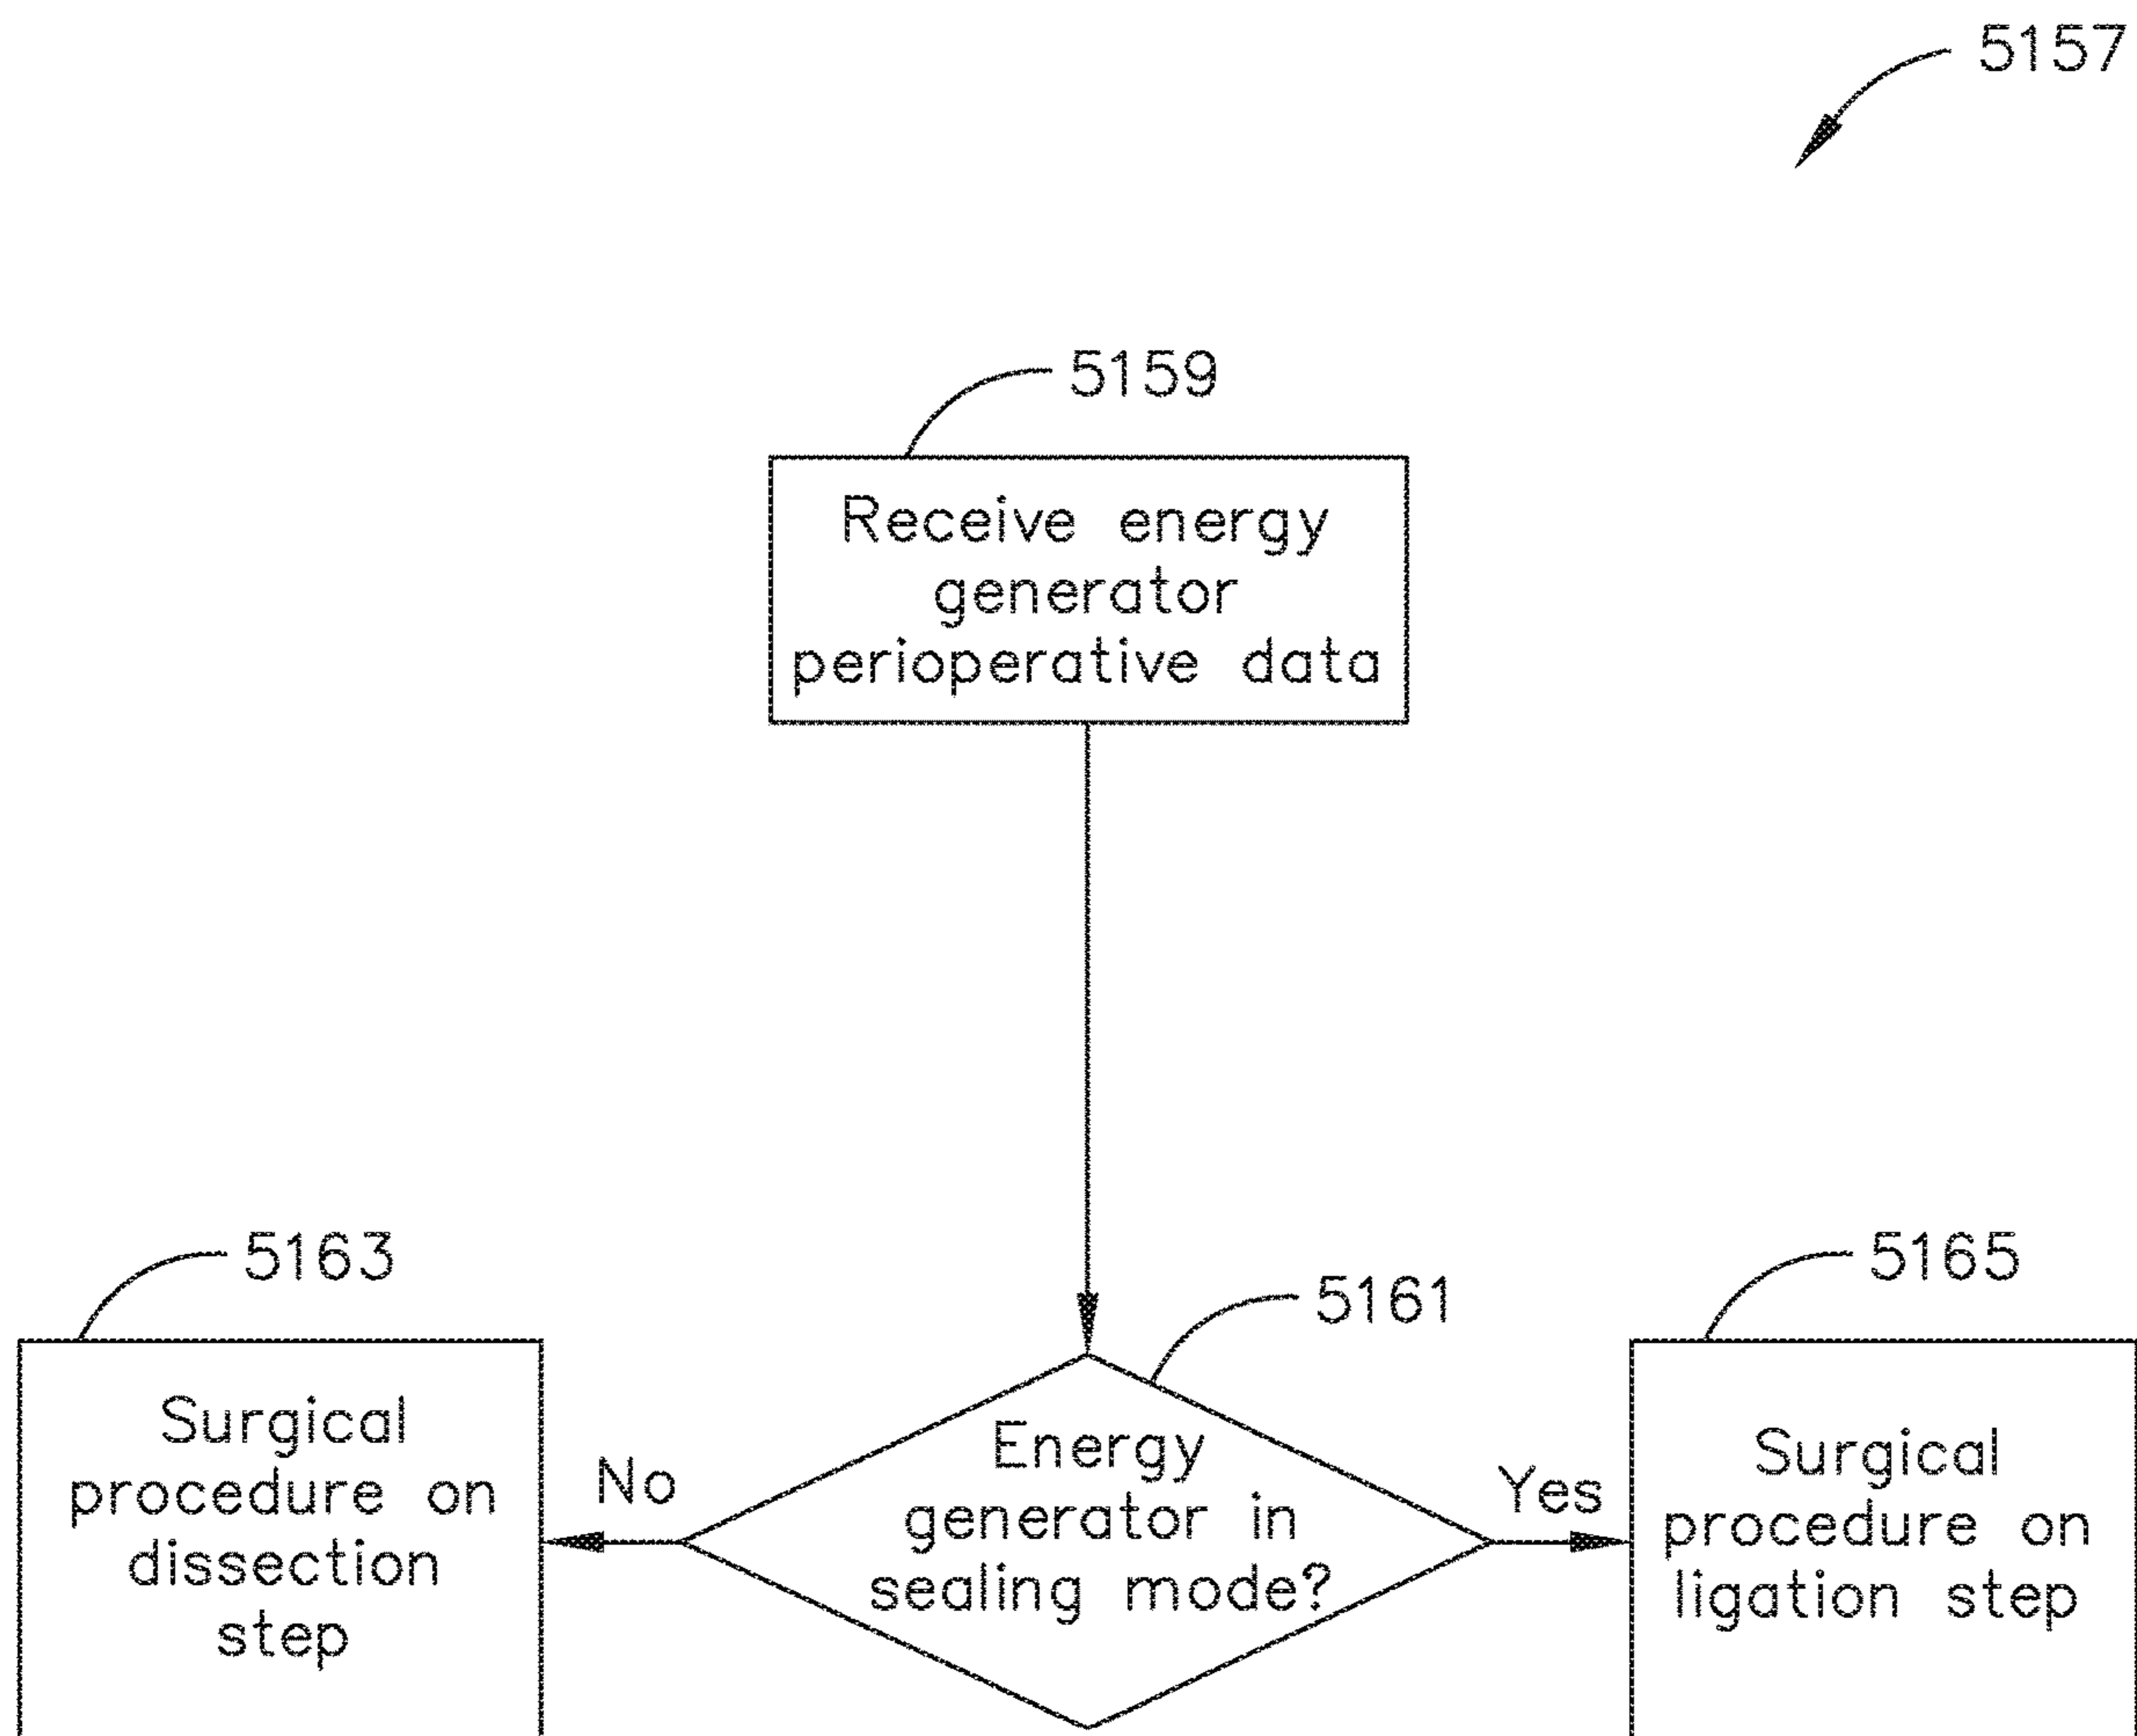 5157
5159
Receive energy
generator
perioperative data
5163
5165
5161
Surgical
procedure on
dissection
step
No
Energy
generator in
sealing mode?
Yes
Surgical
procedure on
ligation step